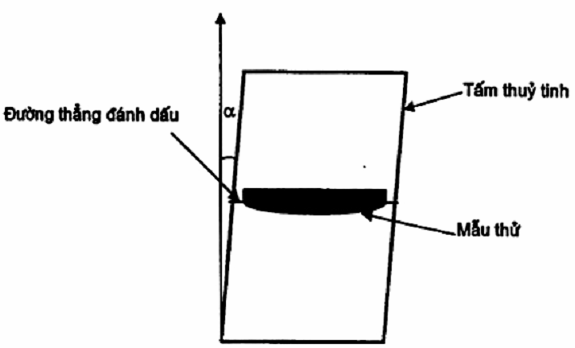 Tấm thuỷ tinh
Đường thẳng đánh dấu
α
Mẫu thử